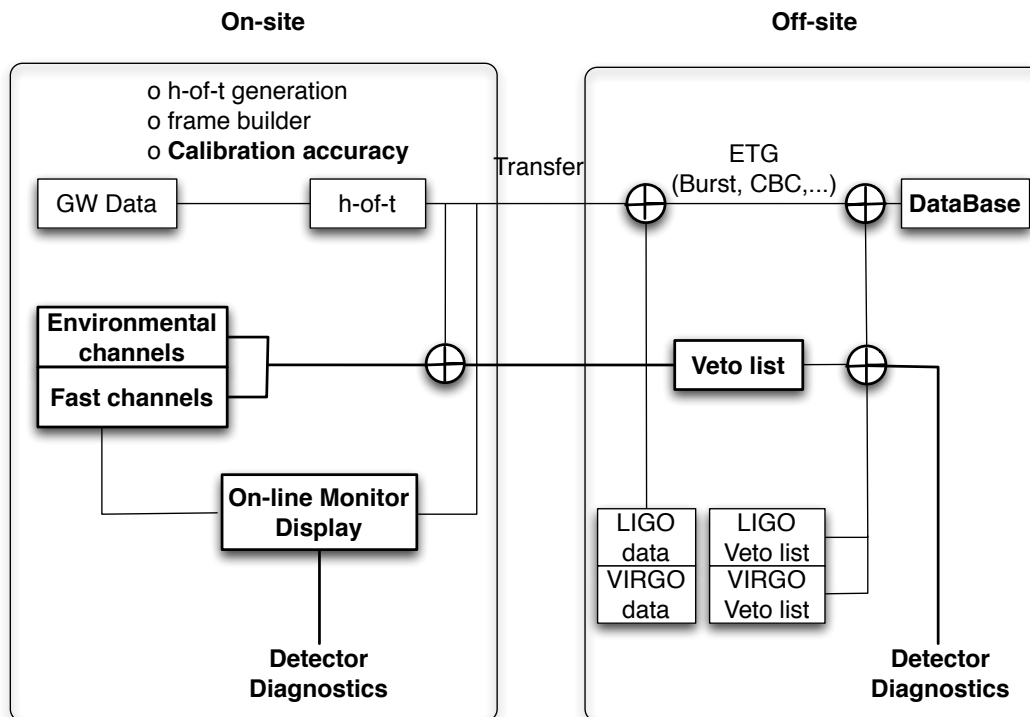 On-site
Off-site
o h-of-t generation
o frame builder
o Calibration accuracy
Transfer
ETG
(Burst, CBC,...)
GW Data
h-of-t
DataBase
Environmental
channels
Fast channels
Veto list
On-line Monitor
Display
LIGO
data
VIRGO
data
LIGO
Veto list
VIRGO
Veto list
Detector
Diagnostics
Detector
Diagnostics